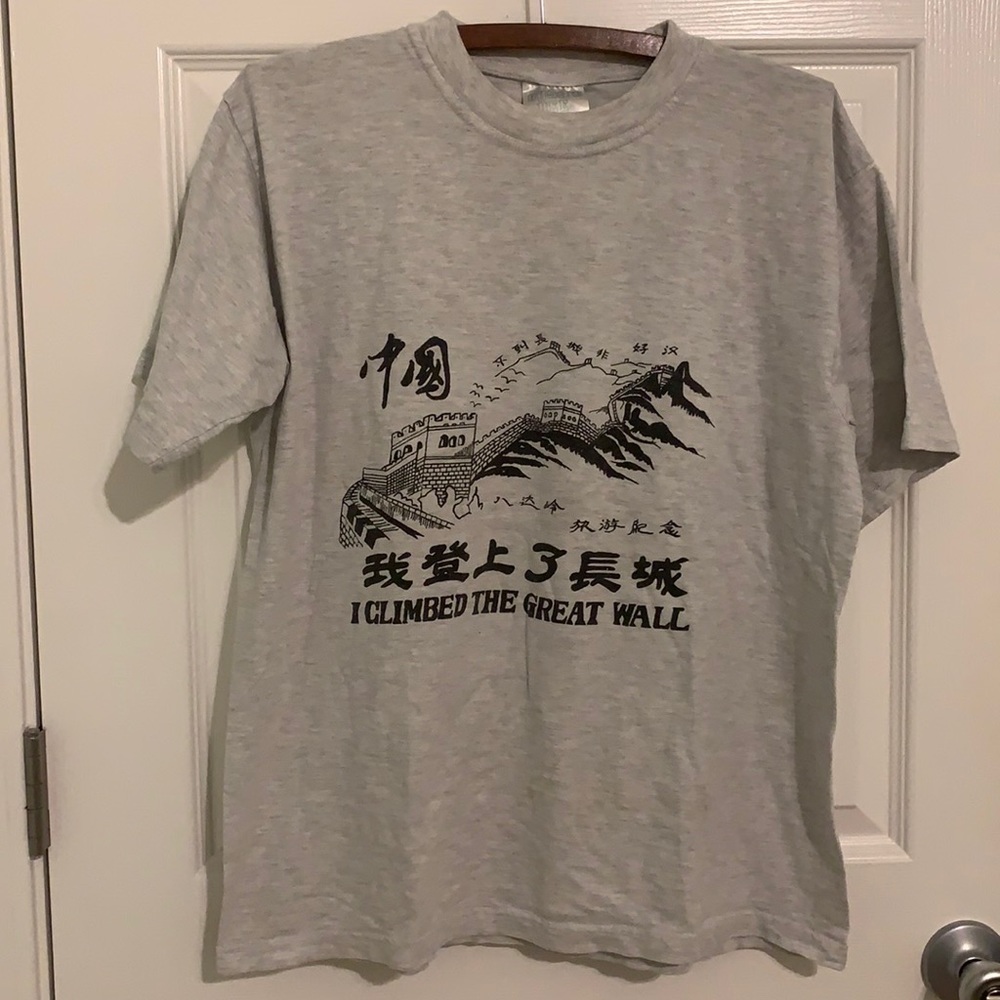 中國
不到長城非好汉
八达岭
旅游纪念
我登上了長城
I CLIMBED THE GREAT WALL